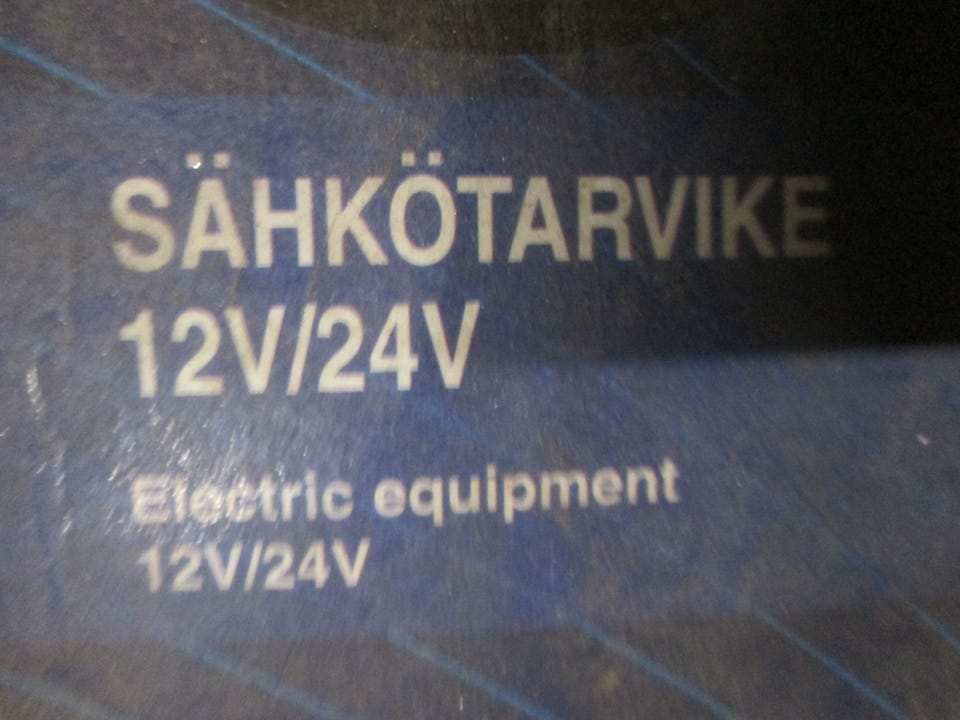 SÄHKÖTARVIKE
12V/24V
Electric equipment
12V/24V